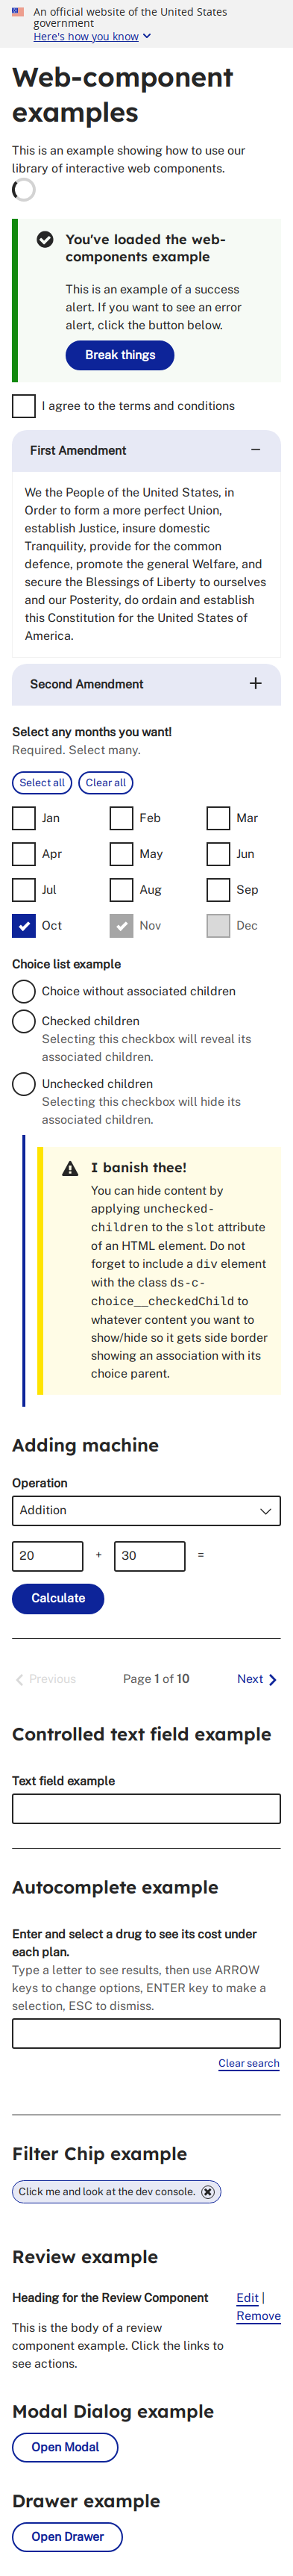 An official website of the United States
government
Here's how you know
Web-component
examples
This is an example showing how to use our
library of interactive web components.
You've loaded the web-
components example
This is an example of a success
alert. If you want to see an error
alert, click the button below.
Break things
I agree to the terms and conditions
First Amendment
We the People of the United States, in
Order to form a more perfect Union,
establish Justice, insure domestic
Tranquility, provide for the common
defence, promote the general Welfare, and
secure the Blessings of Liberty to ourselves
and our Posterity, do ordain and establish
this Constitution for the United States of
America.
Second Amendment
Select any months you want!
Required. Select many.
Select all Clear all
Jan Feb Mar
Apr May Jun
Jul Aug Sep
Oct Nov Dec
Choice list example
Choice without associated children
Checked children
Selecting this checkbox will reveal its
associated children.
Unchecked children
Selecting this checkbox will hide its
associated children.
I banish thee!
You can hide content by
applying unchecked-
children to the slot attribute
of an HTML element. Do not
forget to include a div element
with the class ds-c-
choice__checkedChild to
whatever content you want to
show/hide so it gets side border
showing an association with its
choice parent.
Adding machine
Operation
Addition
20 + 30 =
Calculate
Previous Page 1 of 10 Next
Controlled text field example
Text field example
Autocomplete example
Enter and select a drug to see its cost under
each plan.
Type a letter to see results, then use ARROW
keys to change options, ENTER key to make a
selection, ESC to dismiss.
Clear search
Filter Chip example
Click me and look at the dev console.
Review example
Heading for the Review Component Edit |
Remove
This is the body of a review
component example. Click the links to
see actions.
Modal Dialog example
Open Modal
Drawer example
Open Drawer